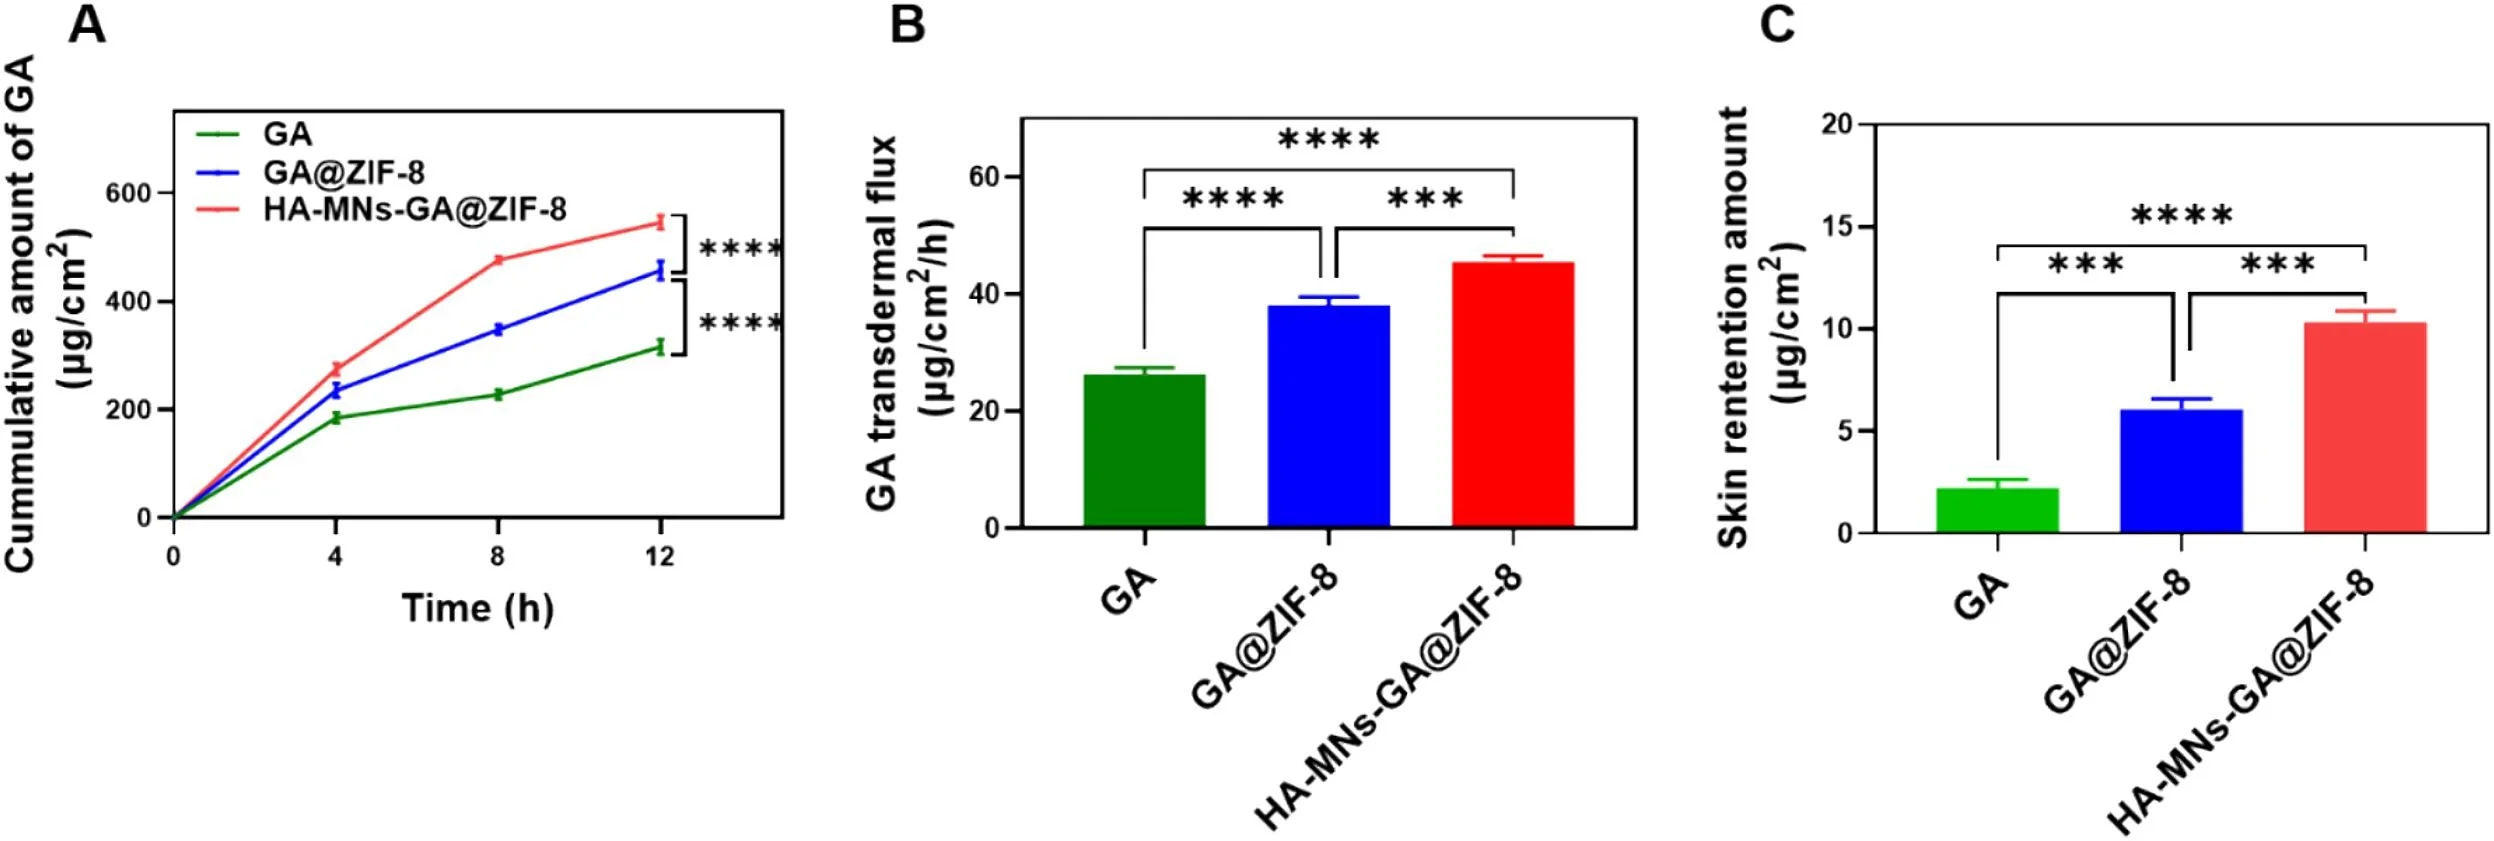 A
Cummulative amount of GA
(µg/cm²)
600
400
200
0
GA
GA@ZIF-8
HA-MNs-GA@ZIF-8
****
****
0
4
8
12
Time (h)
B
GA transdermal flux
(µg/cm²/h)
60
40
20
0
****
****
***
GA
GA@ZIF-8
HA-MNs-GA@ZIF-8
C
Skin rentention amount
(µg/cm²)
20
15
10
5
0
****
***
***
GA
GA@ZIF-8
HA-MNs-GA@ZIF-8